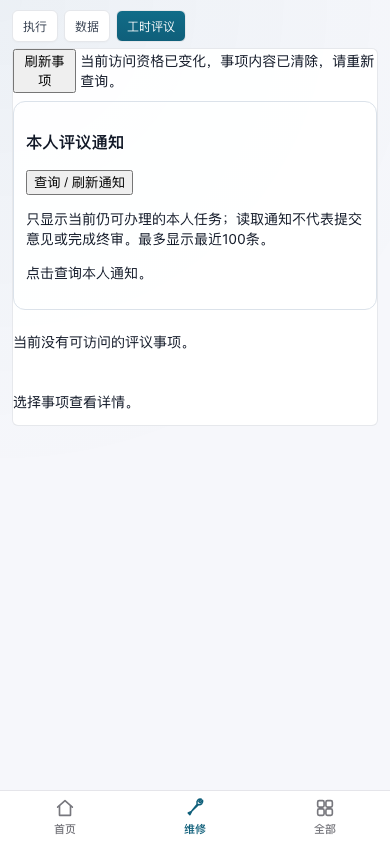 执行 数据 工时评议
刷新事项
当前访问资格已变化，事项内容已清除，请重新查询。
本人评议通知
查询 / 刷新通知
只显示当前仍可办理的本人任务；读取通知不代表提交
意见或完成终审。最多显示最近100条。
点击查询本人通知。
当前没有可访问的评议事项。
选择事项查看详情。
首页 维修 全部